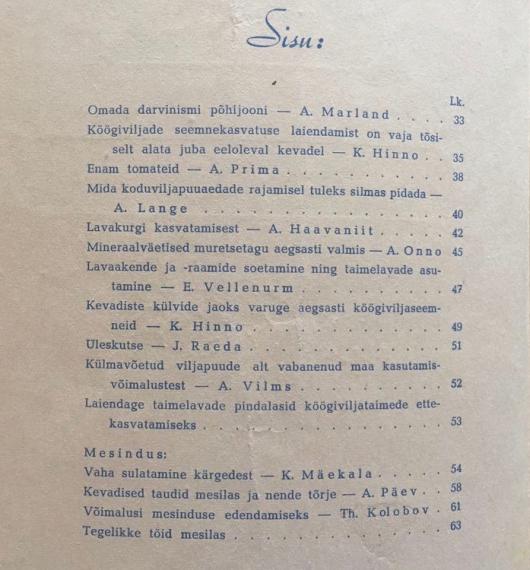 Sisu:
Lk.
Omada darvinismi põhijooni — A. Marland . . . . 33
Köögiviljade seemnekasvatuse laiendamist on vaja tõsi-
selt alata juba eeloleval kevadel — K. Hinno . . 35
Enam tomateid — A. Prima . . . . . . . . . 38
Mida koduviljapuuaedade rajamisel tuleks silmas pidada —
A. Lange . . . . . . . . . . . . . . . 40
Lavakurgi kasvatamisest — A. Haavaniit . . . . . 42
Mineraalväetised muretsetagu aegsasti valmis — A. Onno 45
Lavaakende ja -raamide soetamine ning taimelavade asu-
tamine — E. Vellenurm . . . . . . . . . 47
Kevadiste külvide jaoks varuge aegsasti köögiviljaseem-
neid — K. Hinno . . . . . . . . . . . . 49
Üleskutse — J. Raeda . . . . . . . . . . . 51
Külmavõetud viljapuude alt vabanenud maa kasutamis-
võimalustest — A. Vilms . . . . . . . . . 52
Laiendage taimelavade pindalasid köögiviljataimede ette-
kasvatamiseks . . . . . . . . . . . . . . 53
Mesindus:
Vaha sulatamine kärgedest — K. Mäekala . . . . . 54
Kevadised taudid mesilas ja nende tõrje — A. Päev . . 58
Võimalusi mesinduse edendamiseks — Th. Kolobov . 61
Tegelikke töid mesilas . . . . . . . . . . . . 63